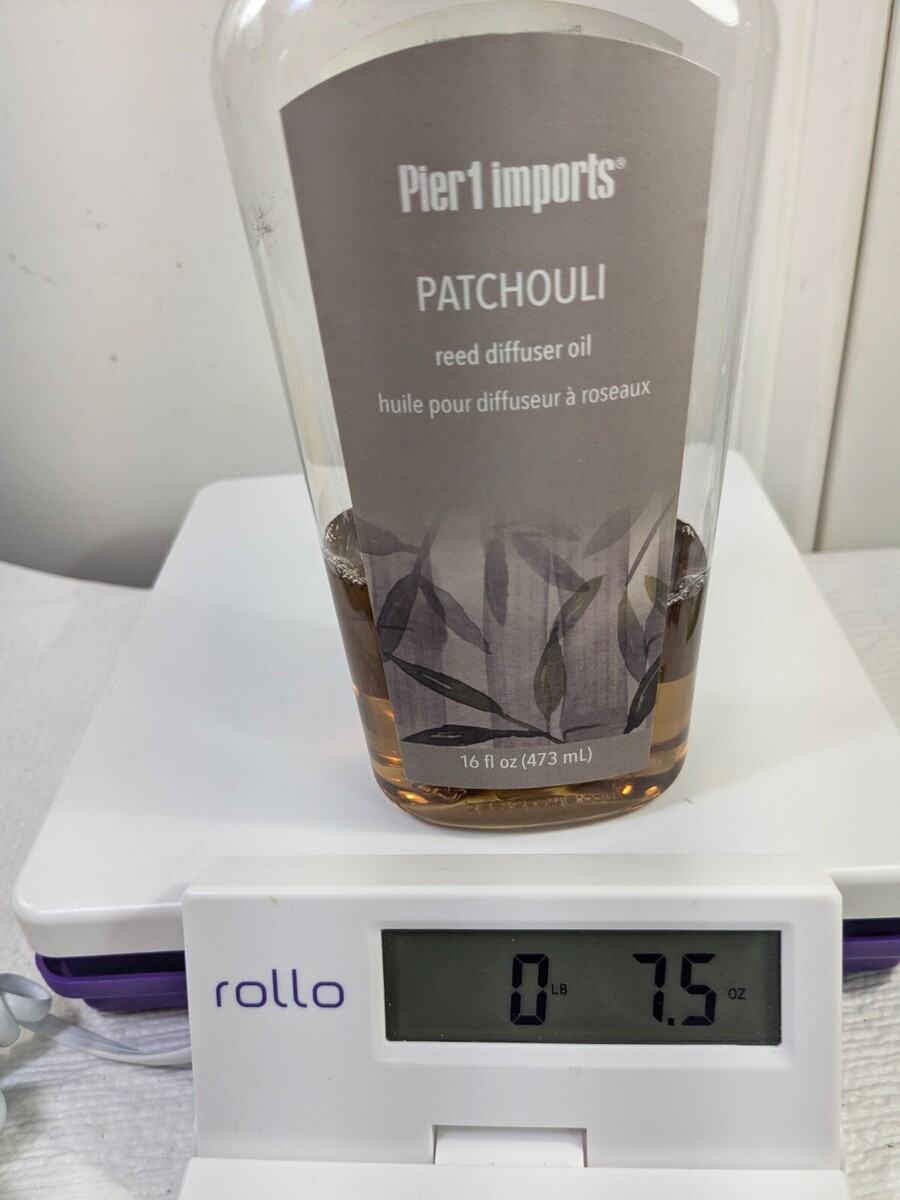 Pier1 imports®
PATCHOULI
reed diffuser oil
huile pour diffuseur à roseaux
16 fl oz (473 mL)
rollo
0 LB 7.5 OZ